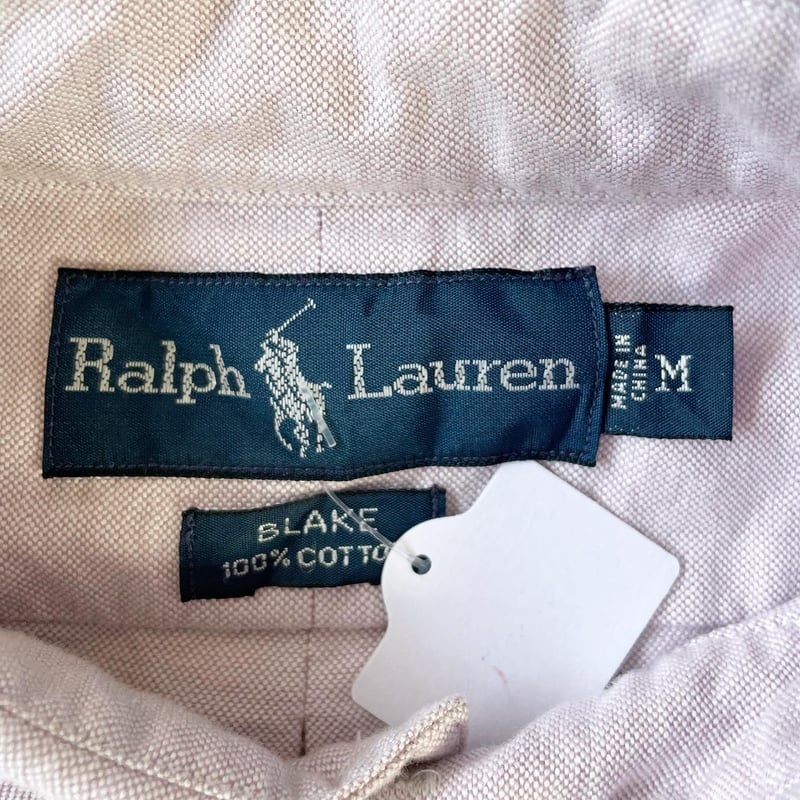 Ralph Lauren
MADE IN
CHINA
M
BLAKE
100% COTTO